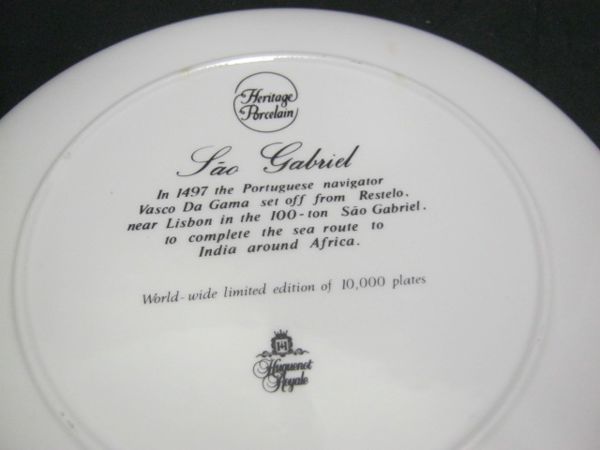 Heritage
Porcelain
São Gabriel
In 1497 the Portuguese navigator
Vasco Da Gama set off from Restelo.
near Lisbon in the 100-ton São Gabriel.
to complete the sea route to
India around Africa.
World-wide limited edition of 10,000 plates
H
Huguenot
Royale